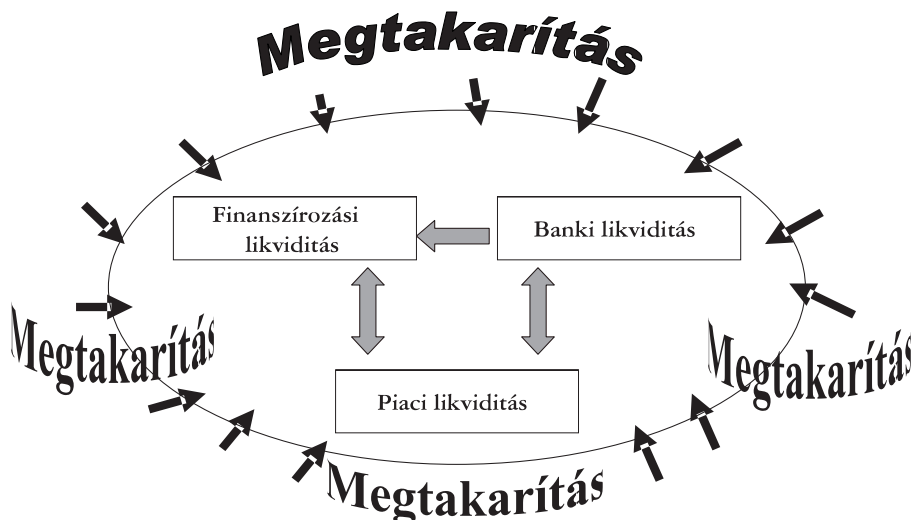 Megtakarítás
Finanszírozási
likviditás
Banki likviditás
Megtakarítás
Megtakarítás
Piaci likviditás
Megtakarítás